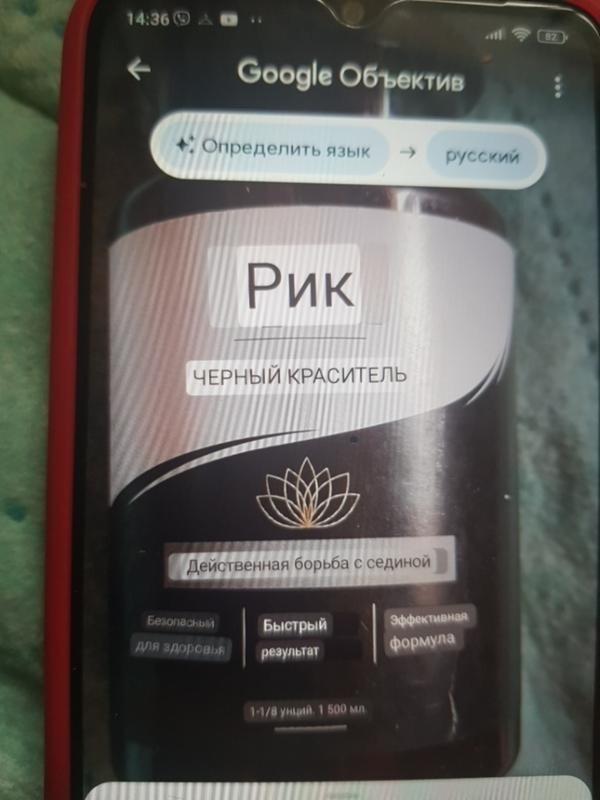 14:36
82
Google Объектив
Определить язык → русский
Рик
ЧЕРНЫЙ КРАСИТЕЛЬ
Действенная борьба с сединой
Безопасный
для здоровья
Быстрый
результат
Эффективная
формула
1-1/8 унций. 1 500 мл.